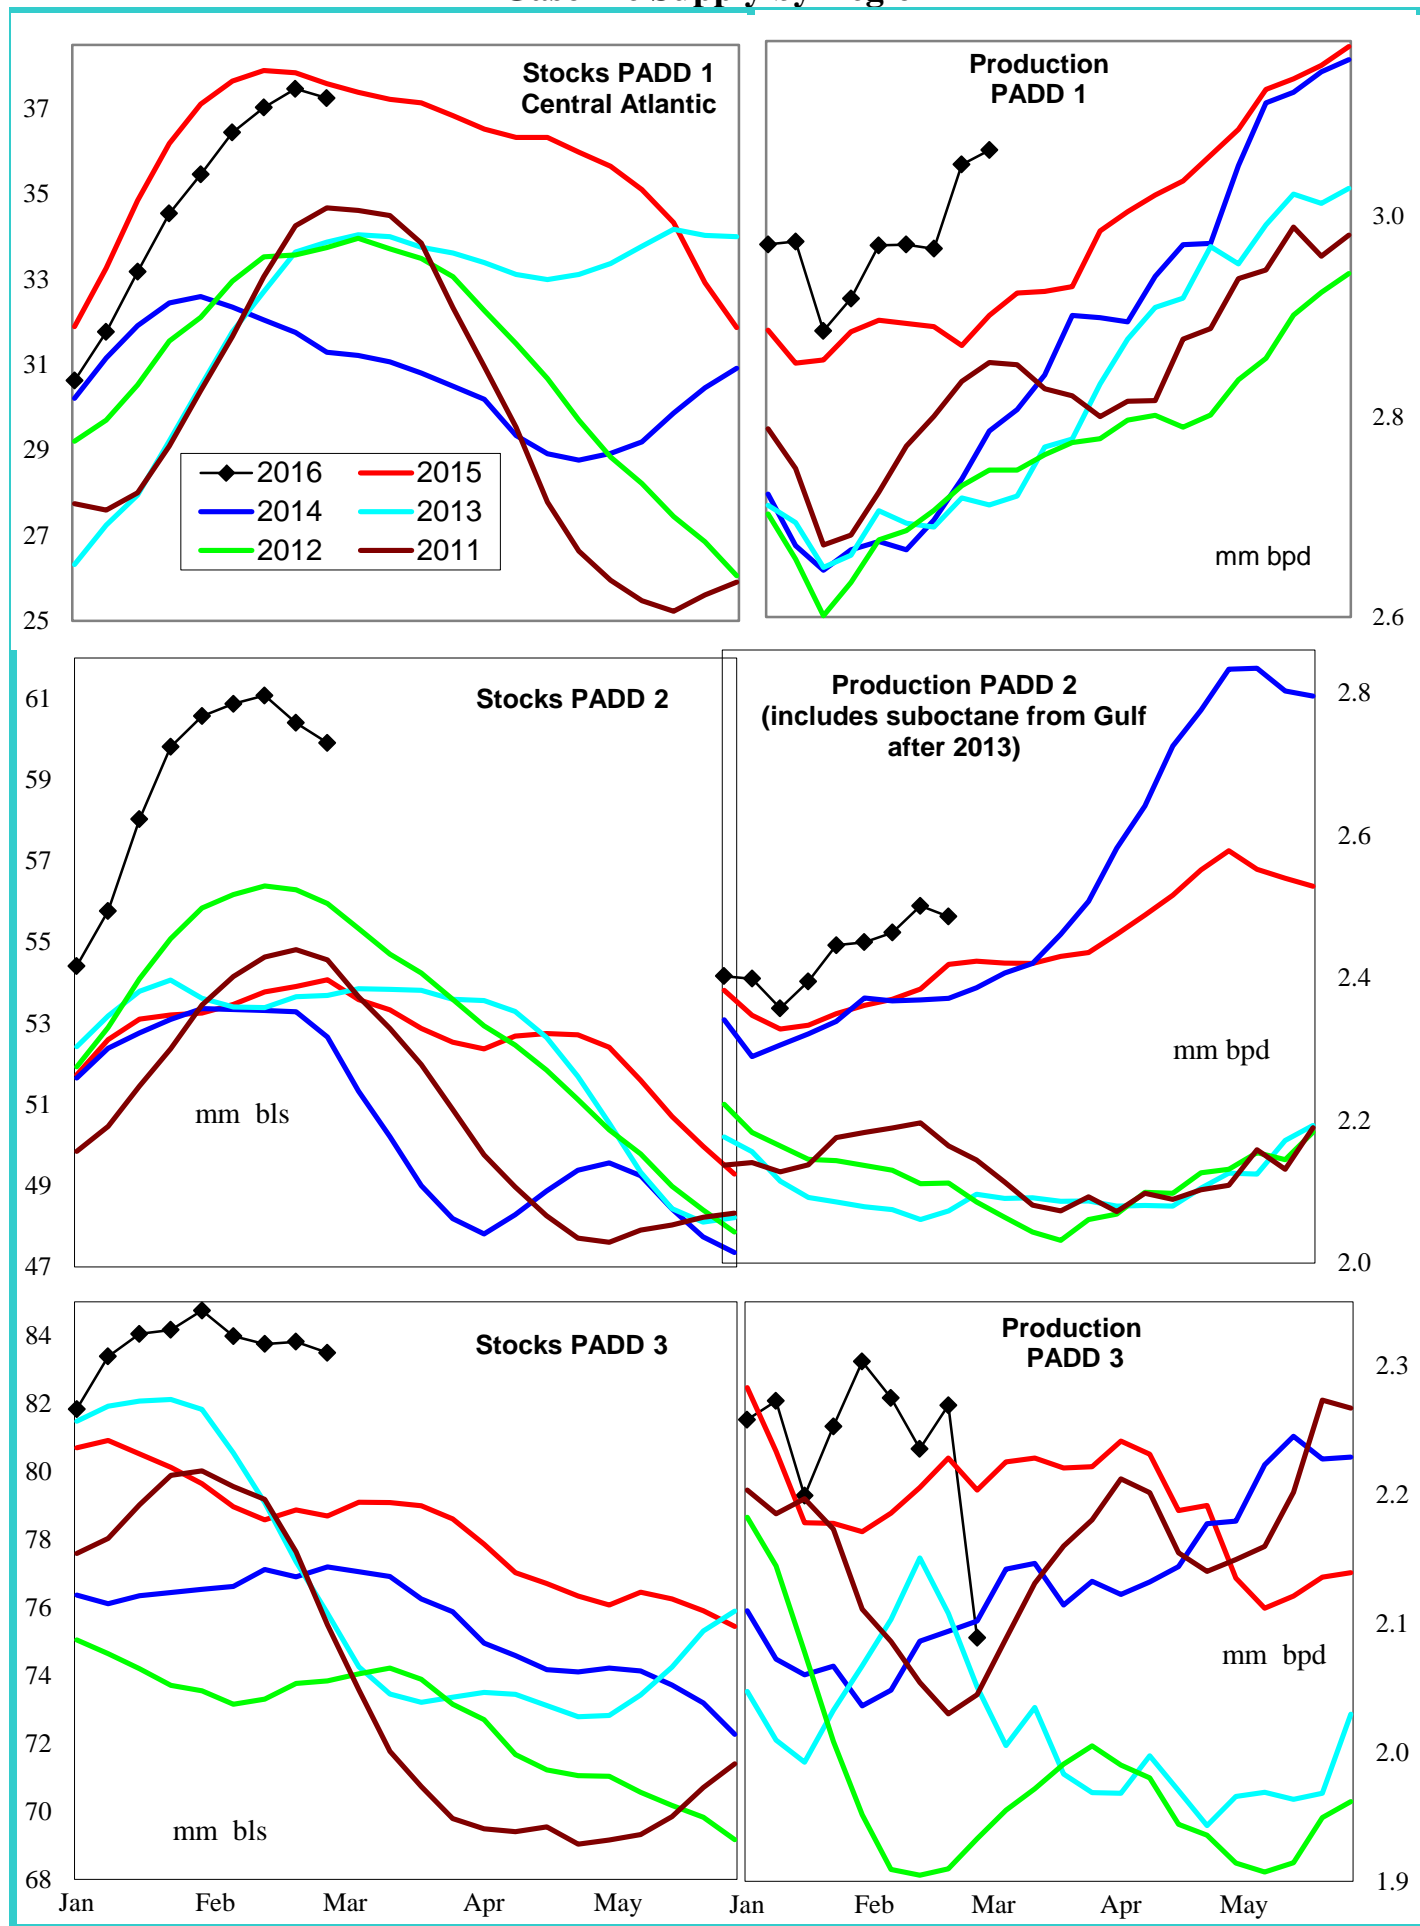 Stocks PADD 1
Central Atlantic
37
35
33
31
29
27
25
2016
2015
2014
2013
2012
2011
Production
PADD 1
3.0
2.8
mm bpd
2.6
Stocks PADD 2
61
59
57
55
53
51
49
47
mm bls
Production PADD 2
(includes suboctane from Gulf
after 2013)
2.8
2.6
2.4
mm bpd
2.2
2.0
Stocks PADD 3
84
82
80
78
76
74
72
70
68
mm bls
Jan Feb Mar Apr May
Production
PADD 3
2.3
2.2
2.1
mm bpd
2.0
1.9
Jan Feb Mar Apr May